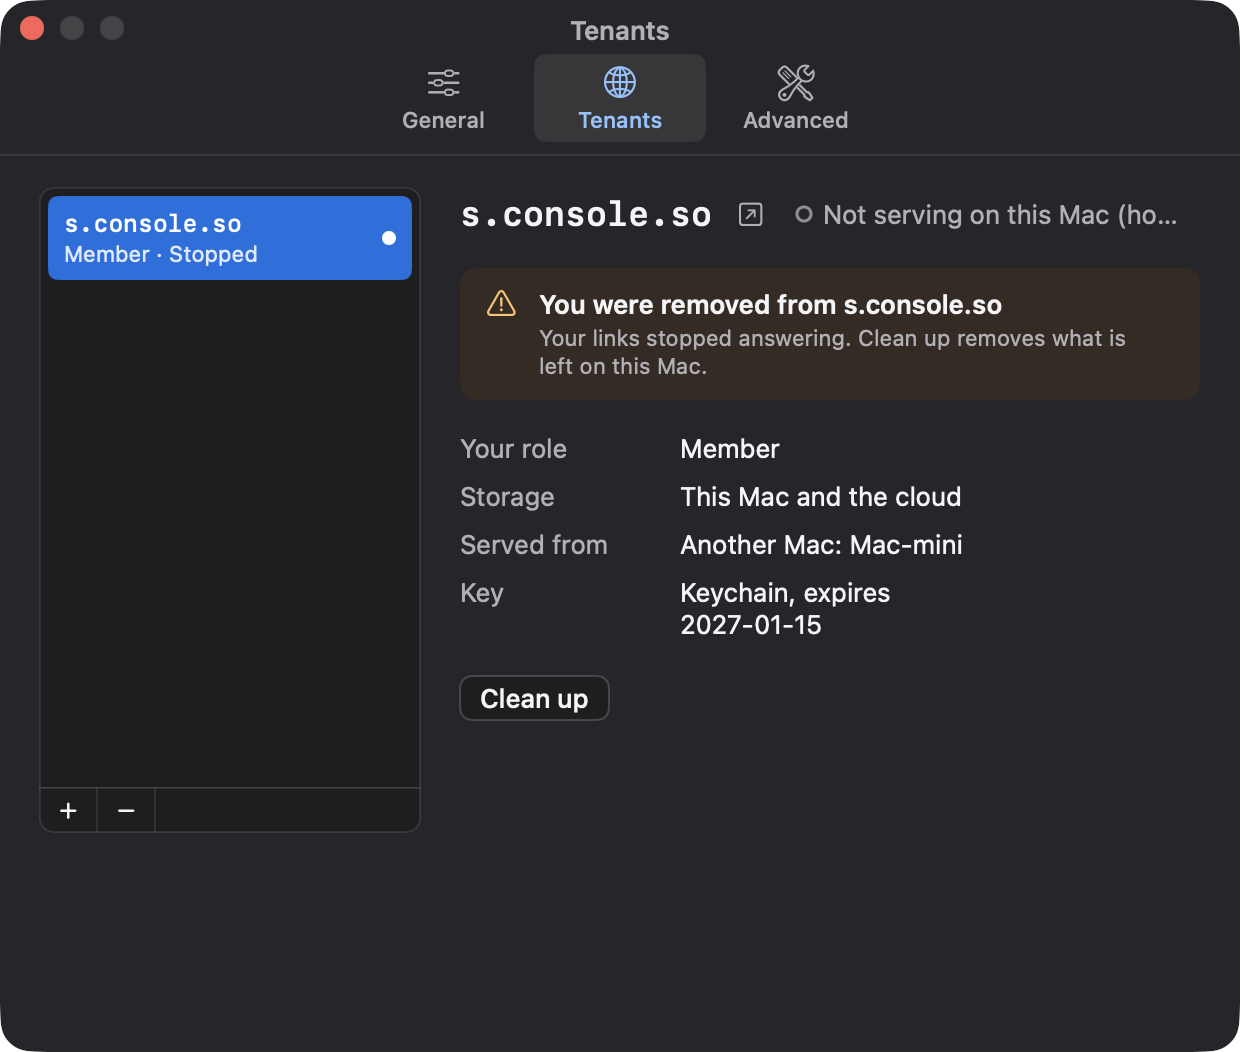 Tenants
General
Tenants
Advanced
s.console.so
Member · Stopped
+
−
s.console.so
Not serving on this Mac (ho...
You were removed from s.console.so
Your links stopped answering. Clean up removes what is
left on this Mac.
Your role Member
Storage This Mac and the cloud
Served from Another Mac: Mac-mini
Key Keychain, expires
2027-01-15
Clean up